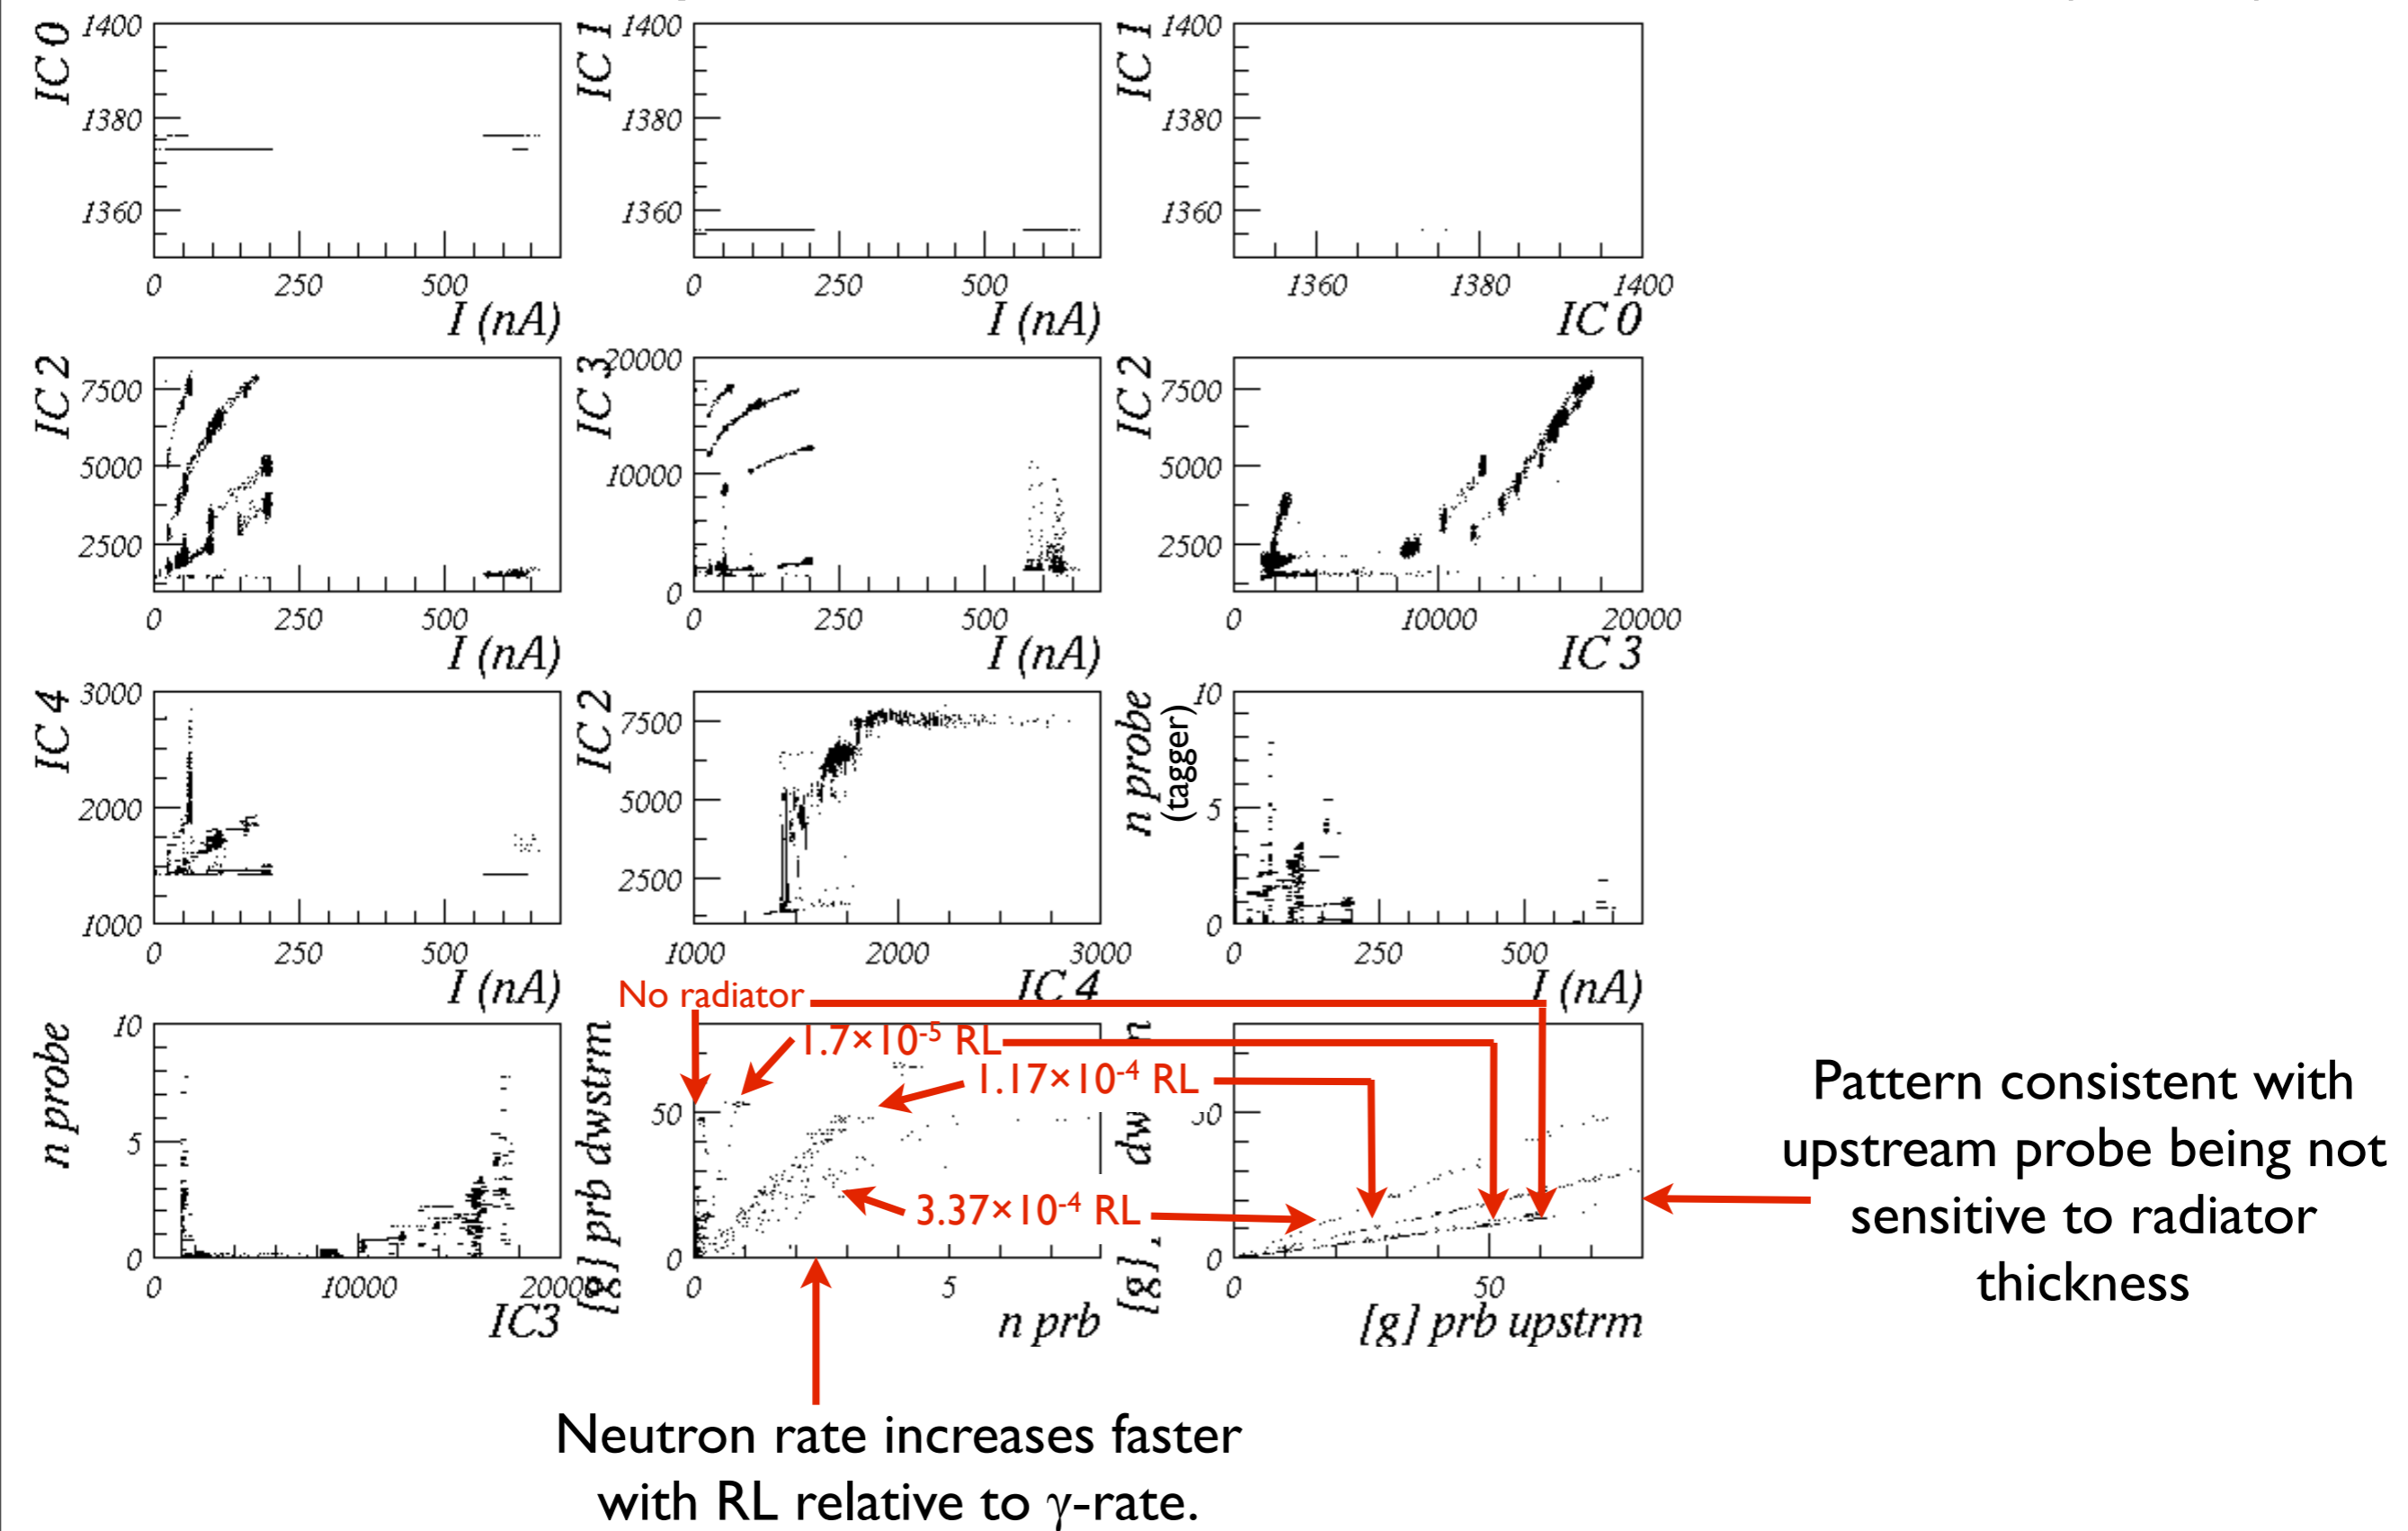 IC 0
1400
1380
1360
0 250 500
I (nA)
IC 1
1400
1380
1360
0 250 500
I (nA)
IC 1
1400
1380
1360
1360 1380 1400
IC 0
IC 2
7500
5000
2500
0 250 500
I (nA)
IC 3
20000
10000
0
0 250 500
I (nA)
IC 2
7500
5000
2500
0 10000 20000
IC 3
IC 4
3000
2000
1000
0 250 500
I (nA)
IC 2
7500
5000
2500
1000 2000 3000
IC 4
n probe
(tagger)
10
5
0
0 250 500
I (nA)
n probe
10
5
0
0 10000 20000
IC3
[g] prb dwstrm
50
0
0 5
n prb
50
0
0 50
[g] prb upstrm
No radiator
1.7×10-5 RL
1.17×10-4 RL
3.37×10-4 RL
Pattern consistent with
upstream probe being not
sensitive to radiator
thickness
Neutron rate increases faster
with RL relative to γ-rate.